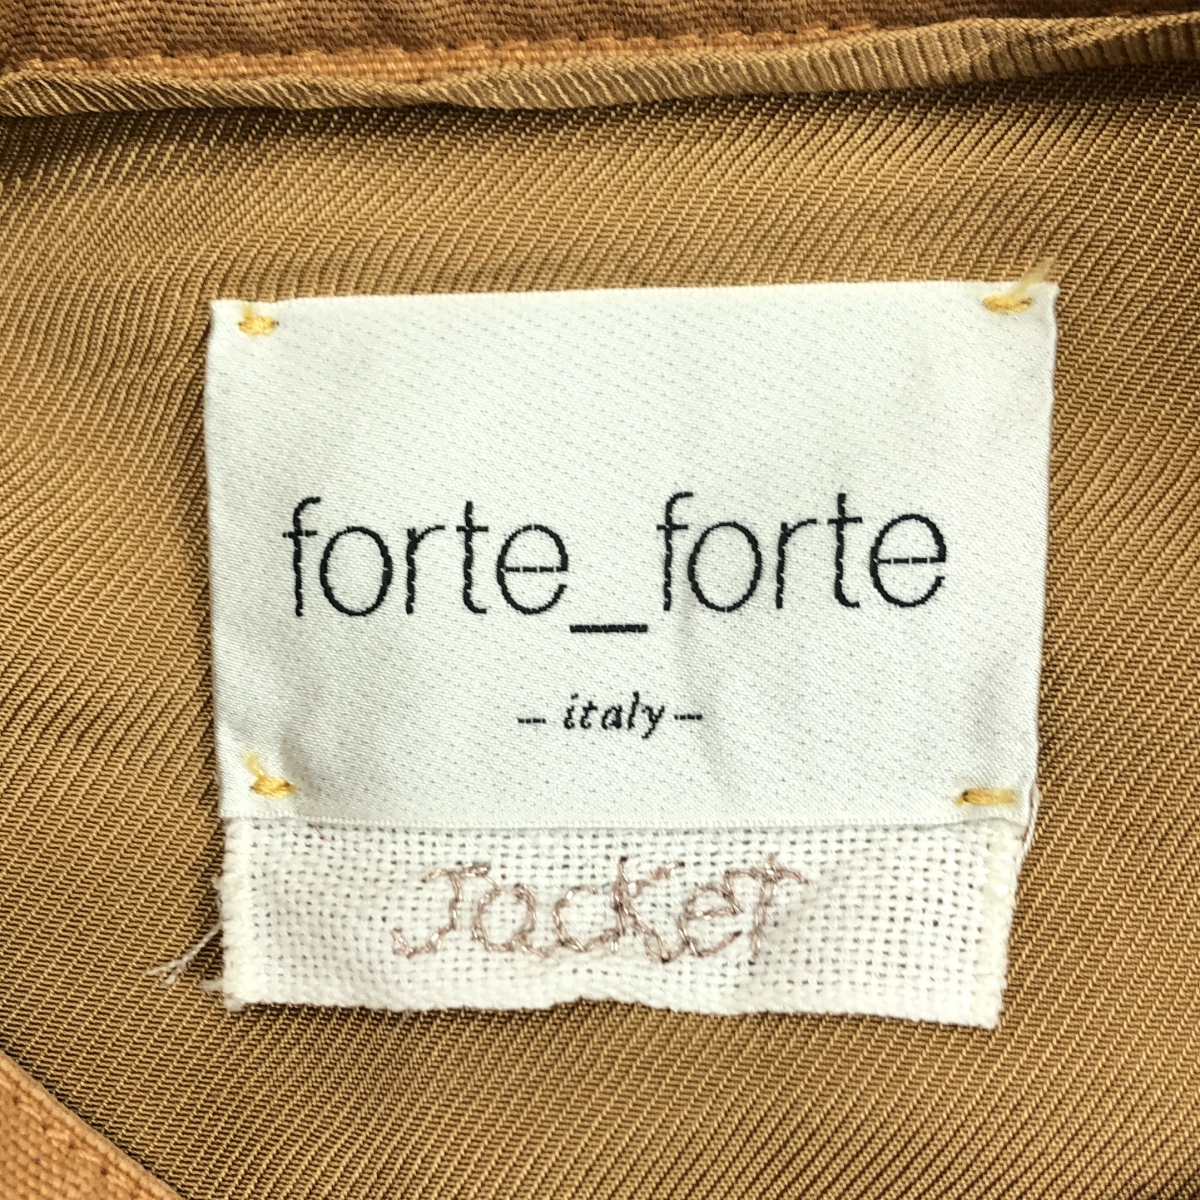 forte_forte
- italy -
Jacket